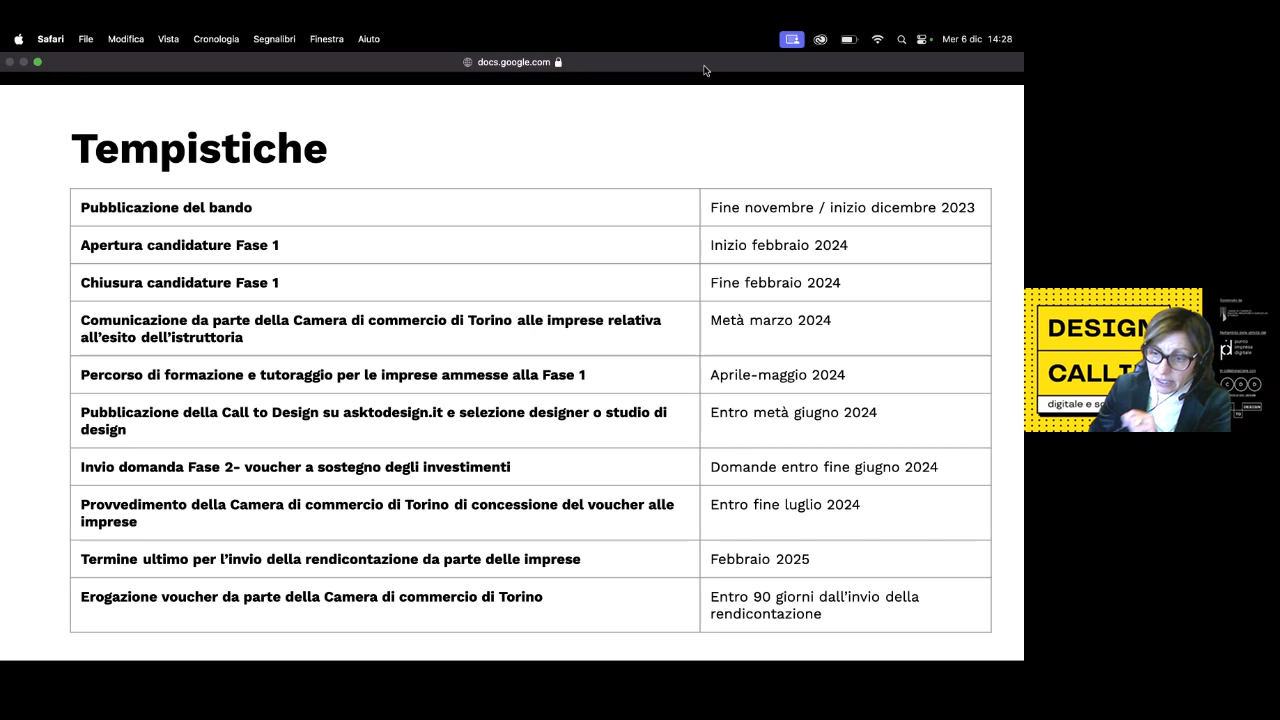 Safari File Modifica Vista Cronologia Segnalibri Finestra Aiuto
Mer 6 dic 14:28
docs.google.com
Tempistiche
Pubblicazione del bando
Fine novembre / inizio dicembre 2023
Apertura candidature Fase 1
Inizio febbraio 2024
Chiusura candidature Fase 1
Fine febbraio 2024
Comunicazione da parte della Camera di commercio di Torino alle imprese relativa
all’esito dell’istruttoria
Metà marzo 2024
Percorso di formazione e tutoraggio per le imprese ammesse alla Fase 1
Aprile-maggio 2024
Pubblicazione della Call to Design su asktodesign.it e selezione designer o studio di
design
Entro metà giugno 2024
Invio domanda Fase 2- voucher a sostegno degli investimenti
Domande entro fine giugno 2024
Provvedimento della Camera di commercio di Torino di concessione del voucher alle
imprese
Entro fine luglio 2024
Termine ultimo per l’invio della rendicontazione da parte delle imprese
Febbraio 2025
Erogazione voucher da parte della Camera di commercio di Torino
Entro 90 giorni dall’invio della
rendicontazione
DESIGN
CALLI
digitale e so
punto
impresa
digitale
CDD
TO DESIGN